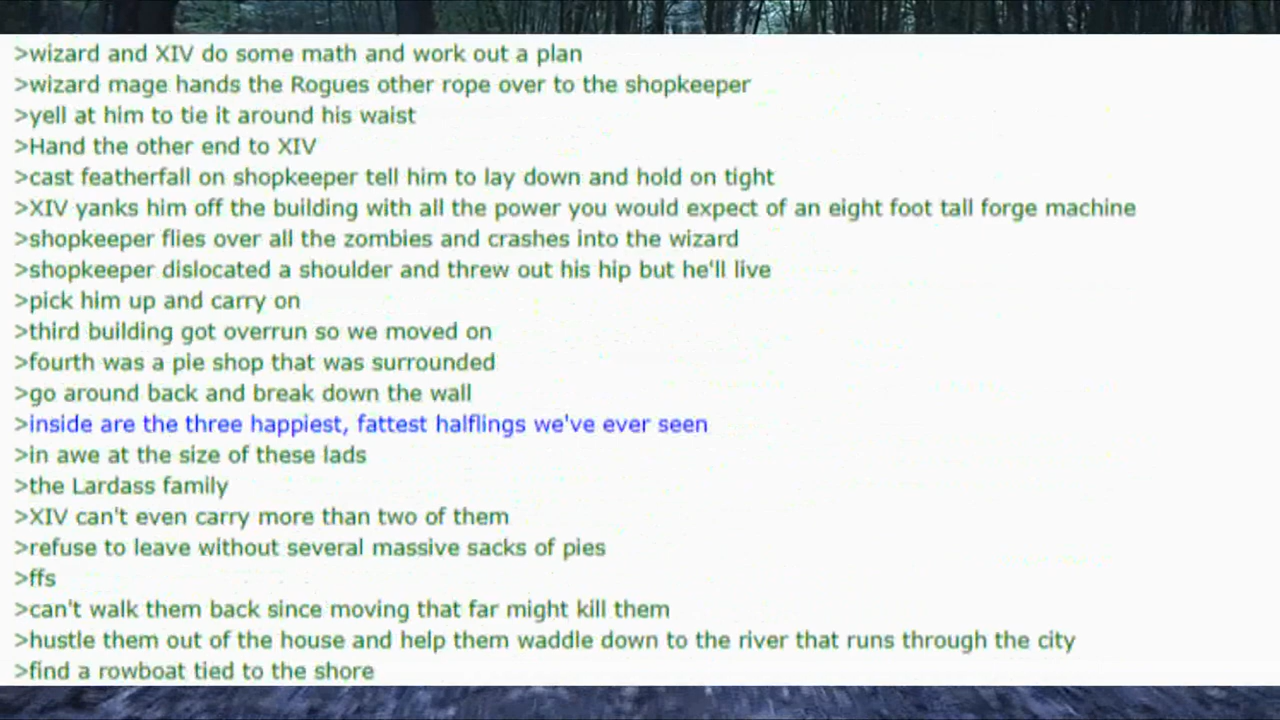 >wizard and XIV do some math and work out a plan
>wizard mage hands the Rogues other rope over to the shopkeeper
>yell at him to tie it around his waist
>Hand the other end to XIV
>cast featherfall on shopkeeper tell him to lay down and hold on tight
>XIV yanks him off the building with all the power you would expect of an eight foot tall forge machine
>shopkeeper flies over all the zombies and crashes into the wizard
>shopkeeper dislocated a shoulder and threw out his hip but he'll live
>pick him up and carry on
>third building got overrun so we moved on
>fourth was a pie shop that was surrounded
>go around back and break down the wall
>inside are the three happiest, fattest halflings we've ever seen
>in awe at the size of these lads
>the Lardass family
>XIV can't even carry more than two of them
>refuse to leave without several massive sacks of pies
>ffs
>can't walk them back since moving that far might kill them
>hustle them out of the house and help them waddle down to the river that runs through the city
>find a rowboat tied to the shore